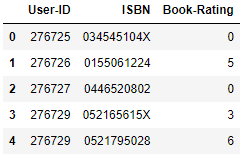 User-ID ISBN Book-Rating
0 276725 034545104X 0
1 276726 0155061224 5
2 276727 0446520802 0
3 276729 052165615X 3
4 276729 0521795028 6